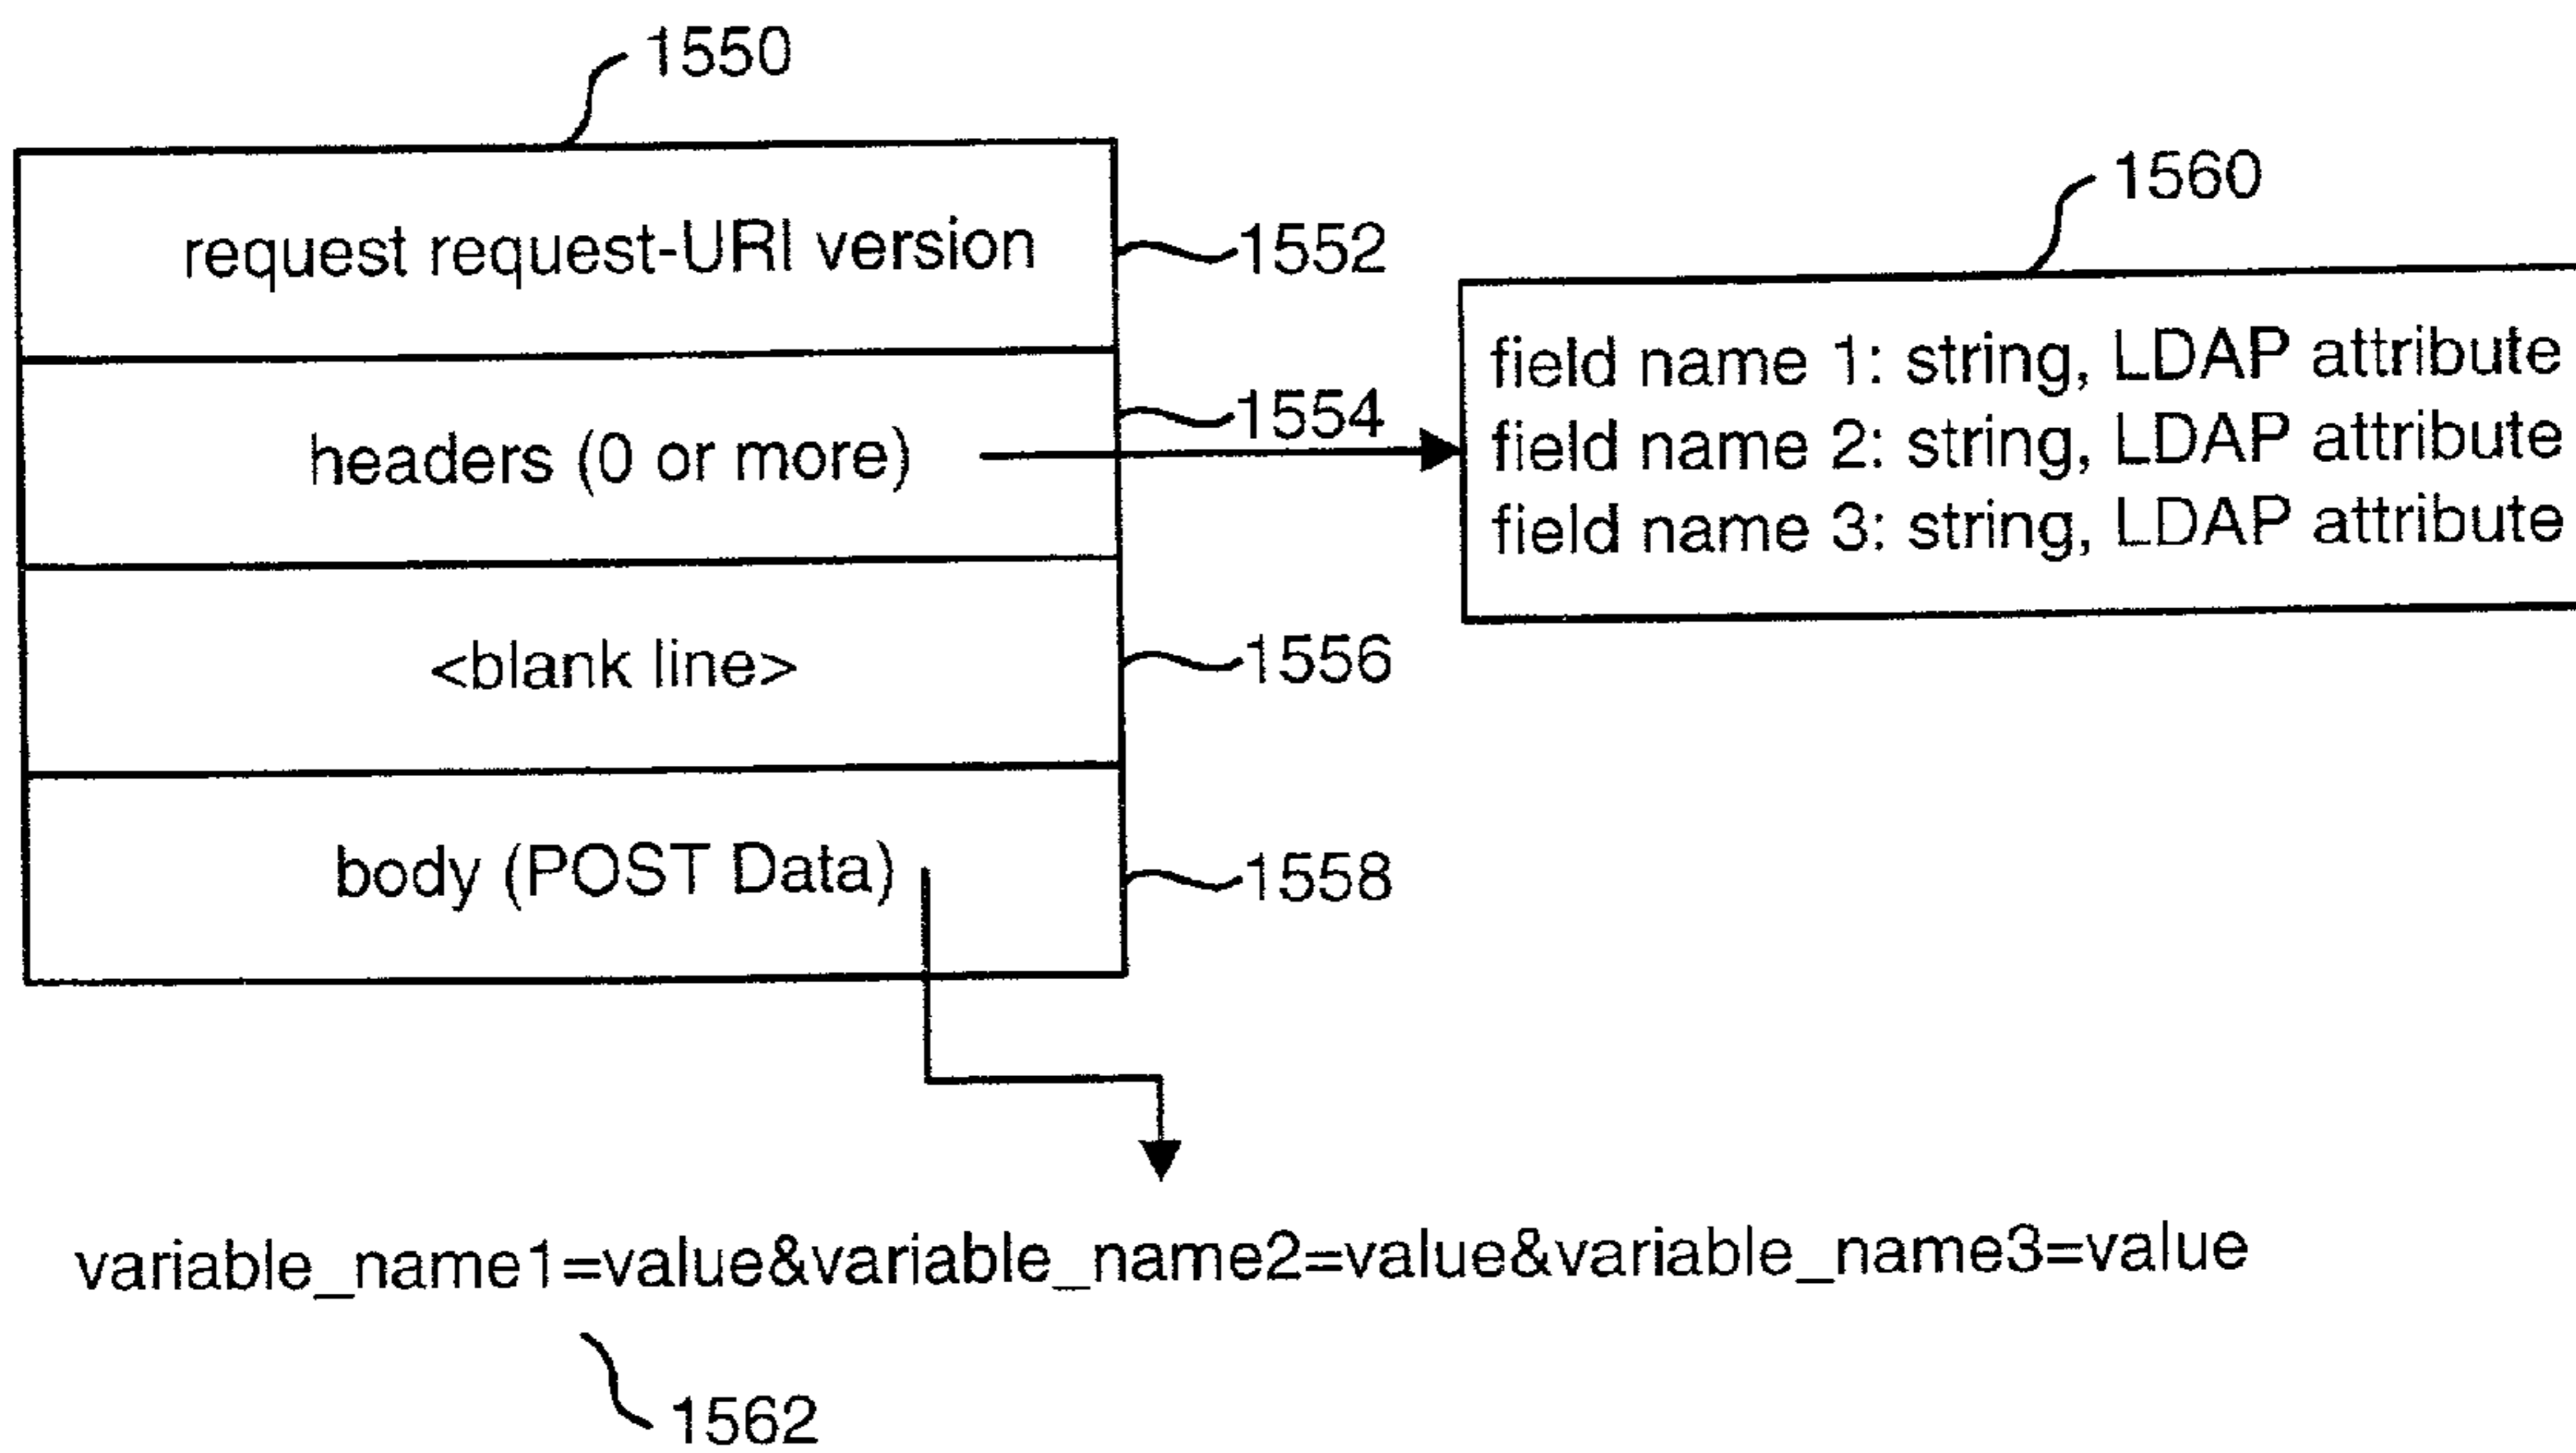 1550
request request-URI version
1552
1560
headers (0 or more)
1554
field name 1: string, LDAP attribute
field name 2: string, LDAP attribute
field name 3: string, LDAP attribute
<blank line>
1556
body (POST Data)
1558
variable_name1=value&variable_name2=value&variable_name3=value
1562